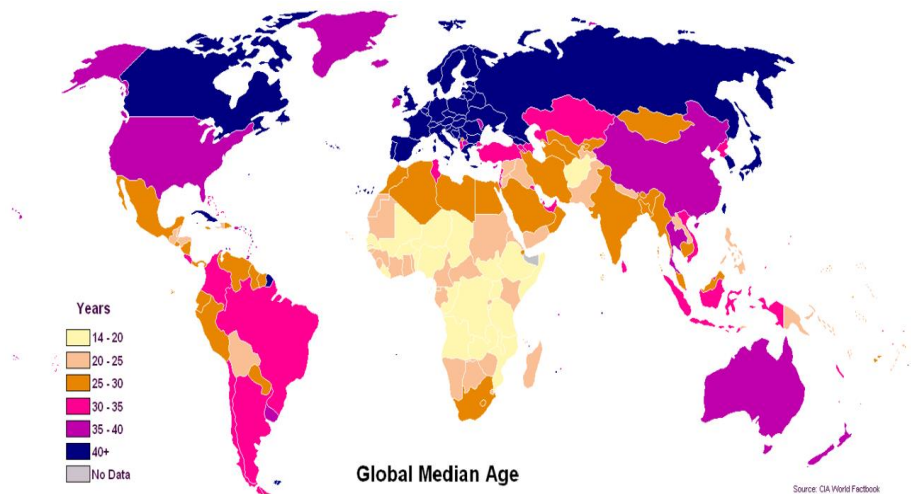 Years
14 - 20
20 - 25
25 - 30
30 - 35
35 - 40
40+
No Data
Global Median Age
Source: CIA World Factbook